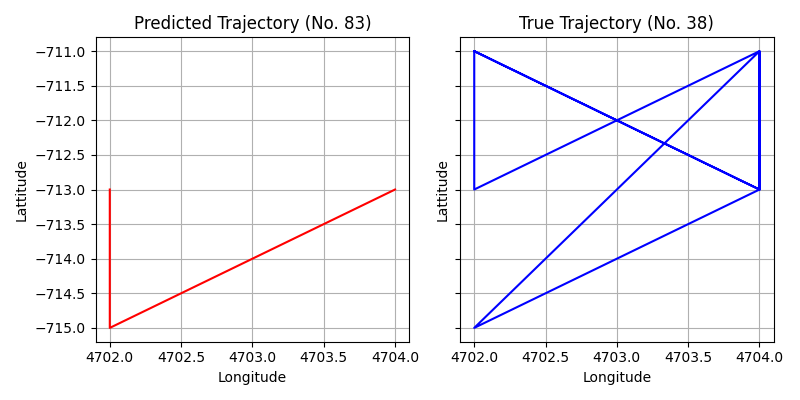 Predicted Trajectory (No. 83)
True Trajectory (No. 38)
−711.0
−711.5
−712.0
−712.5
−713.0
−713.5
−714.0
−714.5
−715.0
Lattitude
Lattitude
4702.0 4702.5 4703.0 4703.5 4704.0
4702.0 4702.5 4703.0 4703.5 4704.0
Longitude
Longitude